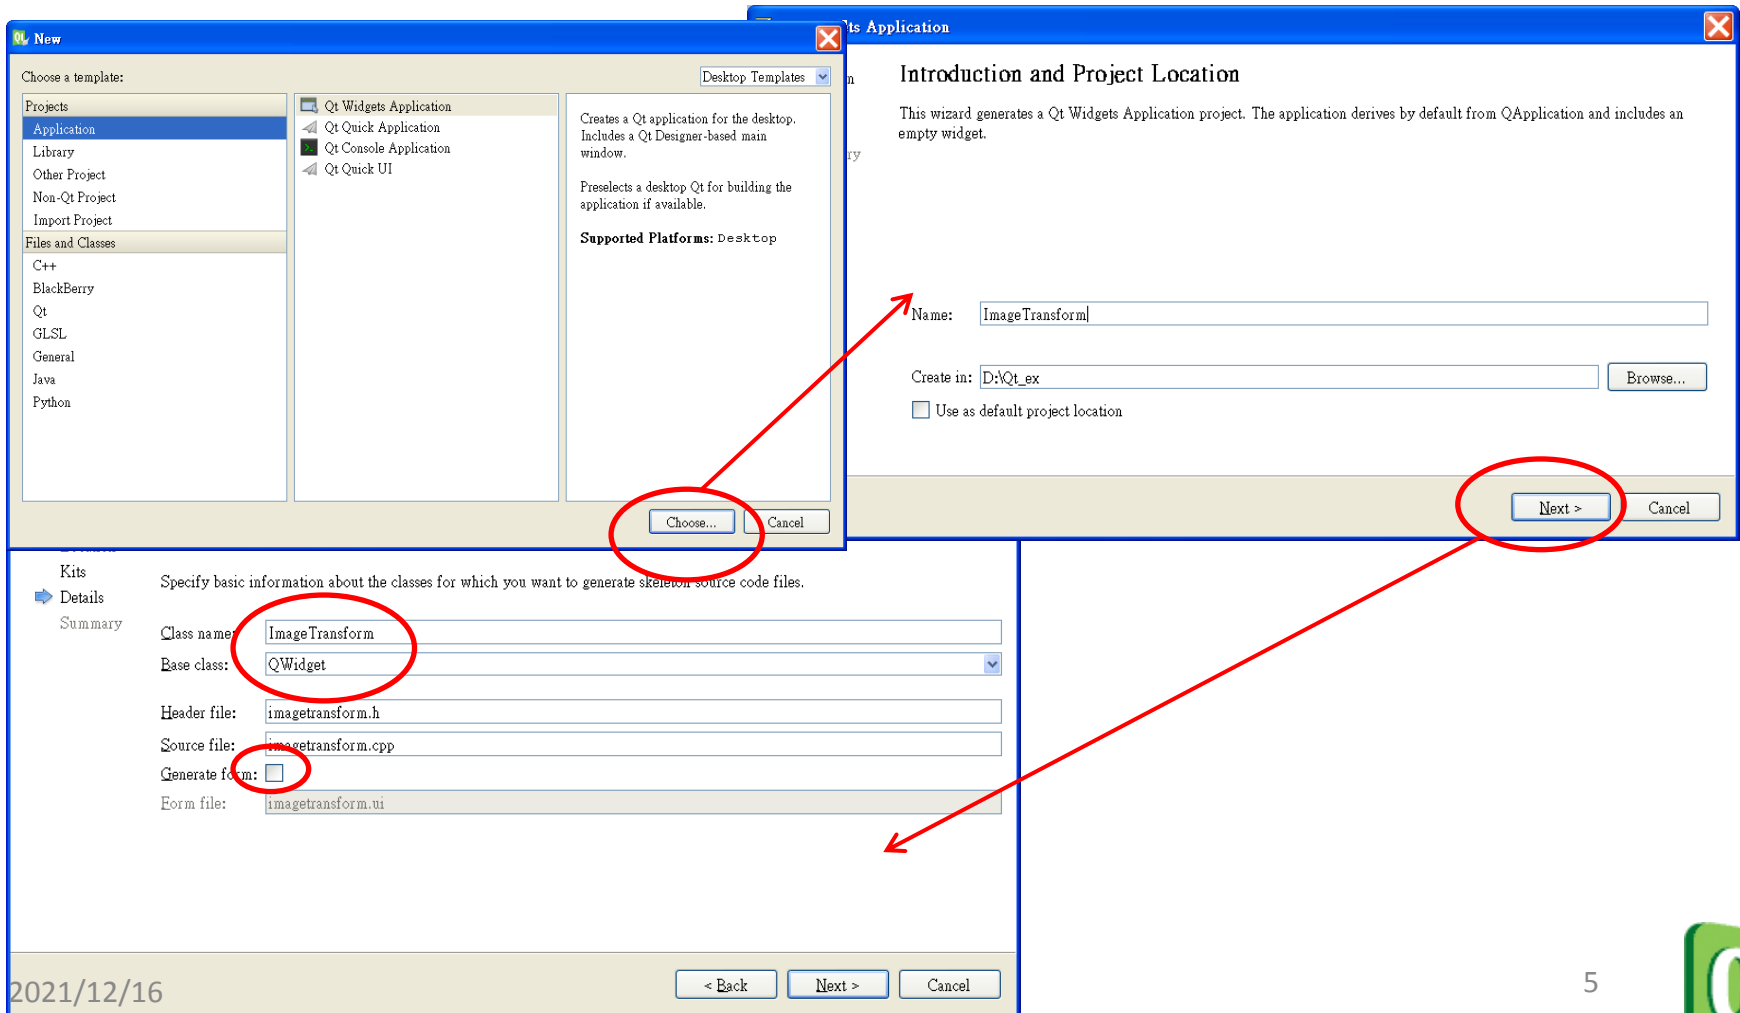 New
Choose a template:
Desktop Templates
Projects
Application
Library
Other Project
Non-Qt Project
Import Project
Files and Classes
C++
BlackBerry
Qt
GLSL
General
Java
Python
Qt Widgets Application
Qt Quick Application
Qt Console Application
Qt Quick UI
Creates a Qt application for the desktop.
Includes a Qt Designer-based main
window.
Preselects a desktop Qt for building the
application if available.
Supported Platforms: Desktop
Choose...
Cancel
Application
Introduction and Project Location
This wizard generates a Qt Widgets Application project. The application derives by default from QApplication and includes an
empty widget.
Name:
ImageTransform
Create in:
D:\Qt_ex
Browse...
Use as default project location
Next >
Cancel
Kits
Details
Summary
Specify basic information about the classes for which you want to generate skeleton source code files.
Class name:
ImageTransform
Base class:
QWidget
Header file:
imagetransform.h
Source file:
imagetransform.cpp
Generate form:
Form file:
imagetransform.ui
< Back
Next >
Cancel
2021/12/16
5